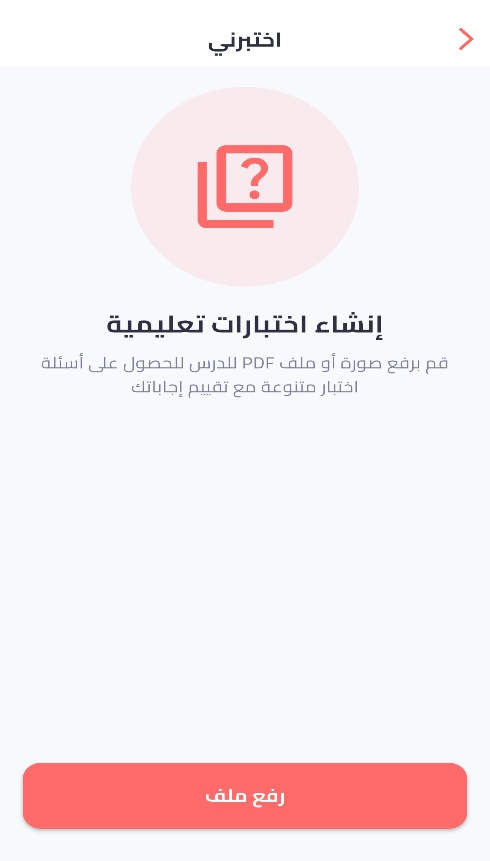 اختبرني
إنشاء اختبارات تعليمية
قم برفع صورة أو ملف PDF للدرس للحصول على أسئلة
اختبار متنوعة مع تقييم إجاباتك
رفع ملف